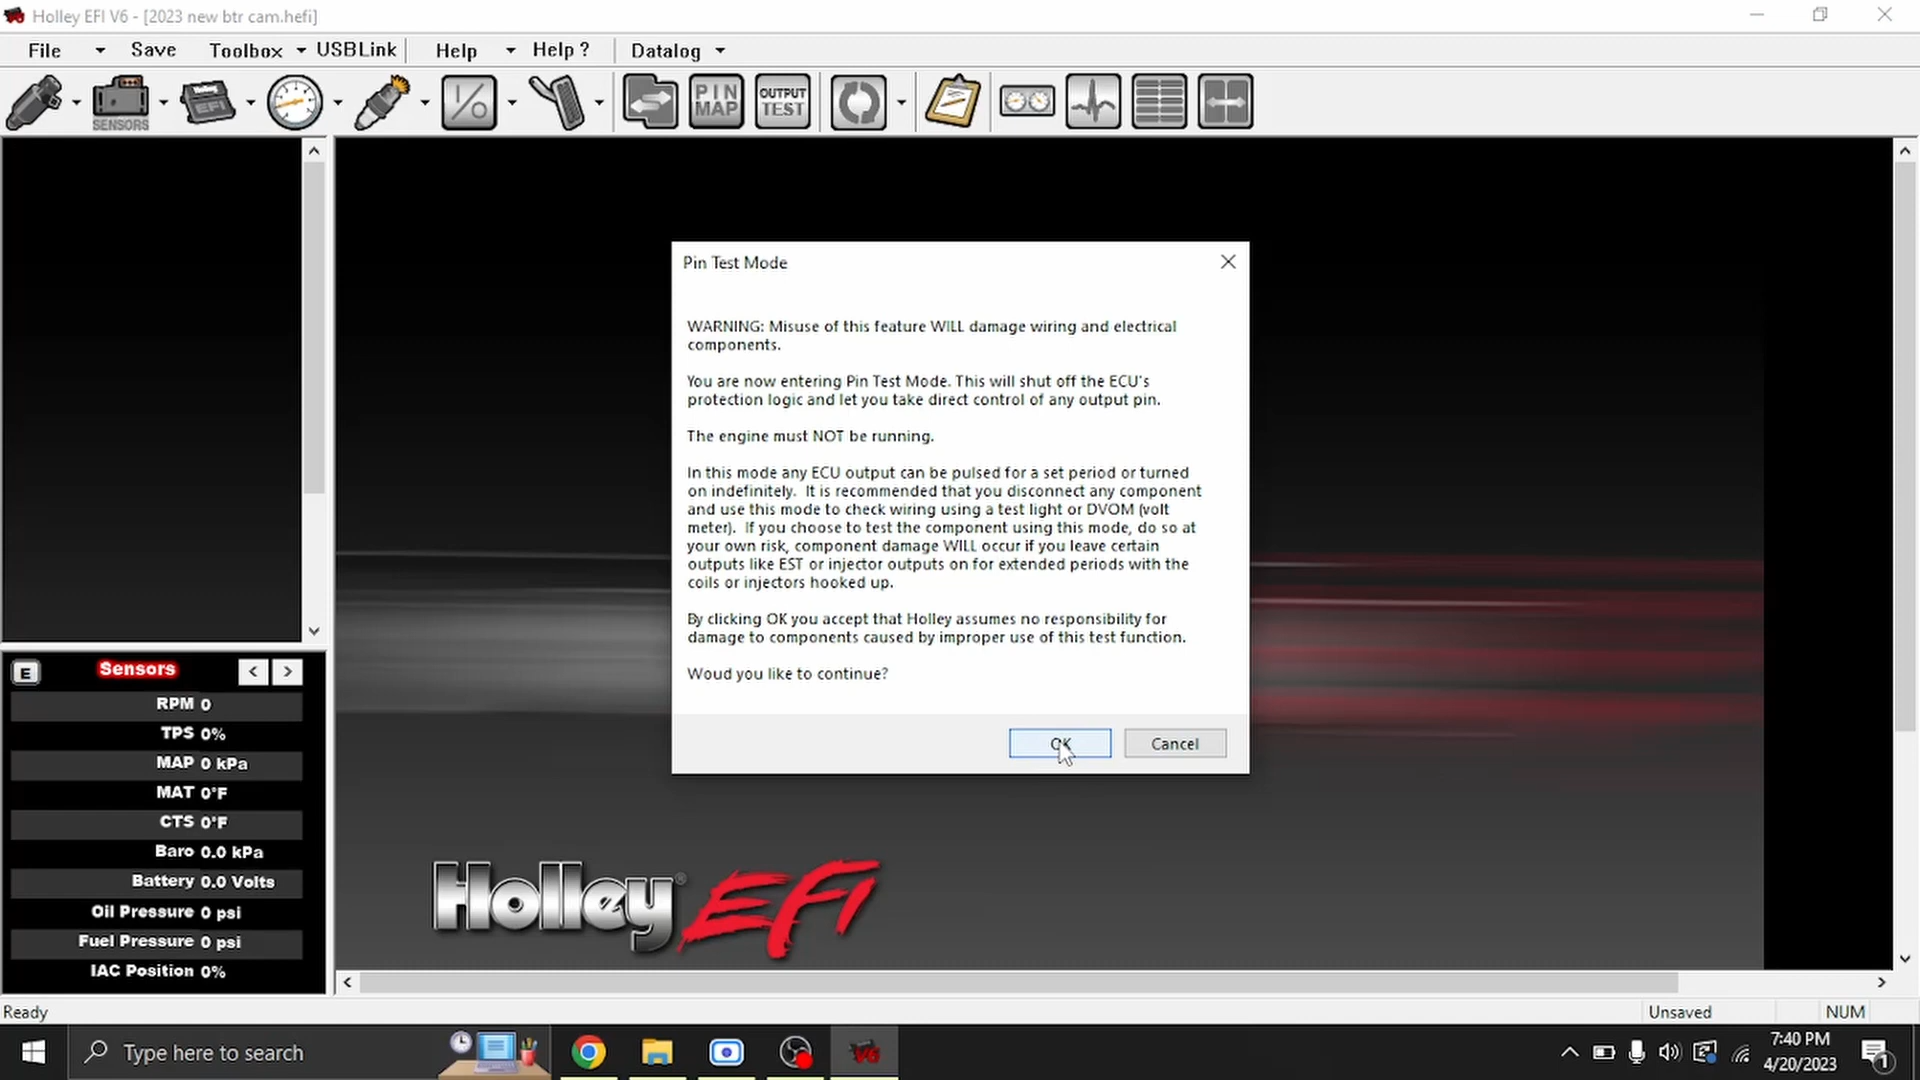 Holley EFI V6 - [2023 new btr cam.hefi]
File Save Toolbox USBLink Help Help ? Datalog
SENSORS
Holley
EFI
I/O
PIN
MAP
OUTPUT
TEST
Pin Test Mode
WARNING: Misuse of this feature WILL damage wiring and electrical
components.
You are now entering Pin Test Mode. This will shut off the ECU's
protection logic and let you take direct control of any output pin.
The engine must NOT be running.
In this mode any ECU output can be pulsed for a set period or turned
on indefinitely. It is recommended that you disconnect any component
and use this mode to check wiring using a test light or DVOM (volt
meter). If you choose to test the component using this mode, do so at
your own risk, component damage WILL occur if you leave certain
outputs like EST or injector outputs on for extended periods with the
coils or injectors hooked up.
By clicking OK you accept that Holley assumes no responsibility for
damage to components caused by improper use of this test function.
Woud you like to continue?
OK Cancel
E Sensors < >
RPM 0
TPS 0%
MAP 0 kPa
MAT 0°F
CTS 0°F
Baro 0.0 kPa
Battery 0.0 Volts
Oil Pressure 0 psi
Fuel Pressure 0 psi
IAC Position 0%
Holley® EFI
Ready Unsaved NUM
Type here to search
V6
7:40 PM
4/20/2023
1